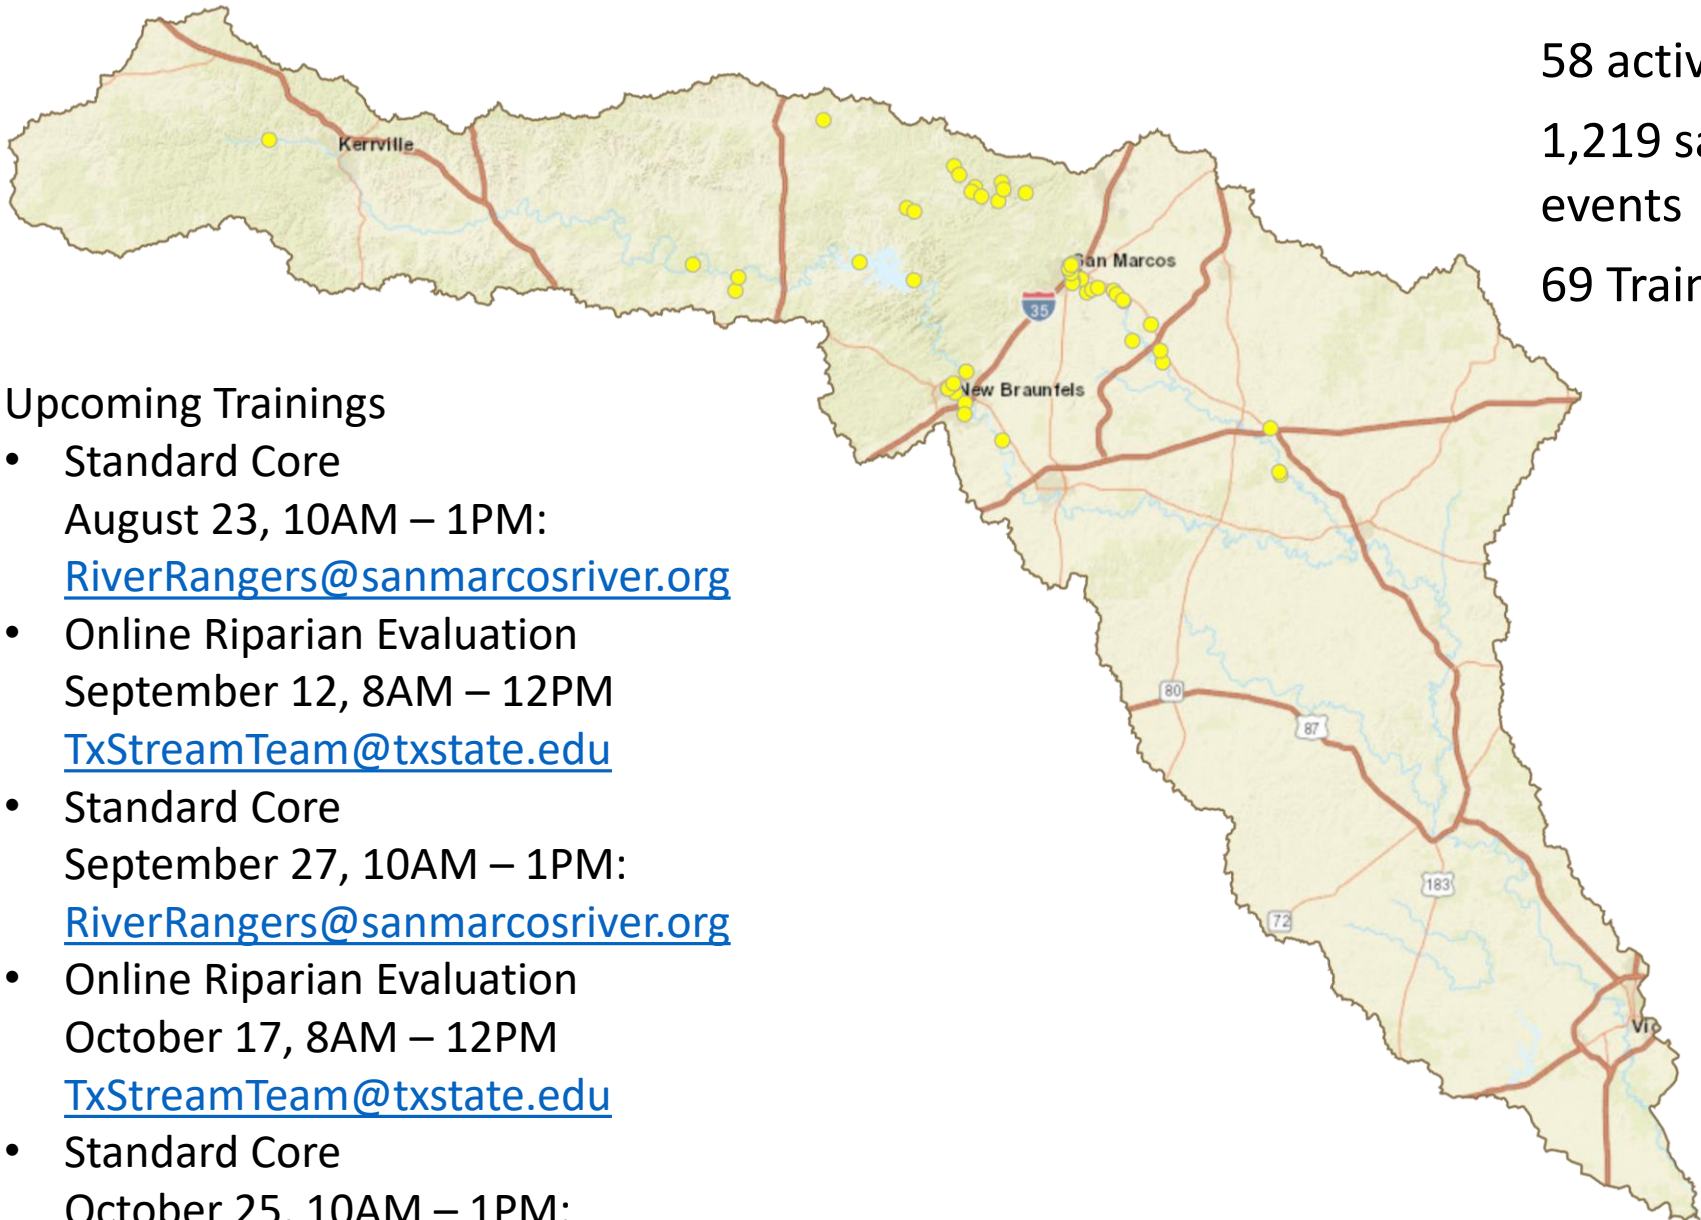 58 activ
1,219 sa
events
69 Train
Kerrville
San Marcos
35
New Braunfels
Upcoming Trainings
• Standard Core
August 23, 10AM – 1PM:
RiverRangers@sanmarcosriver.org
• Online Riparian Evaluation
September 12, 8AM – 12PM
TxStreamTeam@txstate.edu
• Standard Core
September 27, 10AM – 1PM:
RiverRangers@sanmarcosriver.org
• Online Riparian Evaluation
October 17, 8AM – 12PM
TxStreamTeam@txstate.edu
• Standard Core
October 25, 10AM – 1PM:
80
87
183
72
Vic